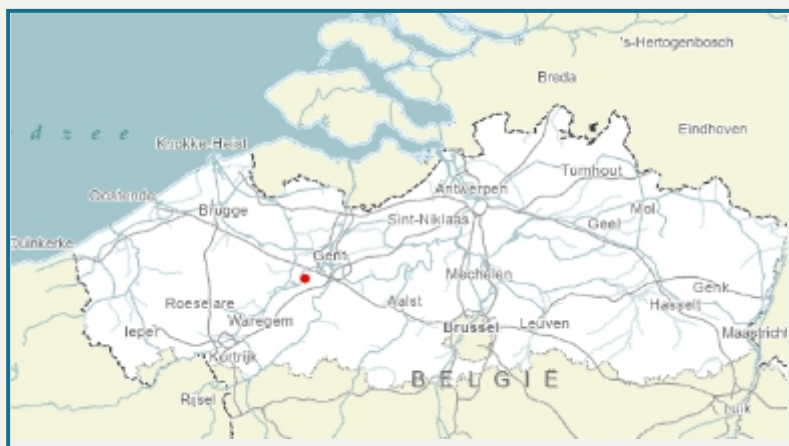 's-Hertogenbosch
Breda
d z e e
Eindhoven
Knokke-Heist
Turnhout
Antwerpen
Oostende
Mol
Brugge
Sint-Niklaas
Geel
Duinkerke
Gent
Mechelen
Genk
Roeselare
Aalst
Hasselt
Waregem
Ieper
Brussel
Leuven
Maastricht
Kortrijk
BELGIË
Rijsel
Luik